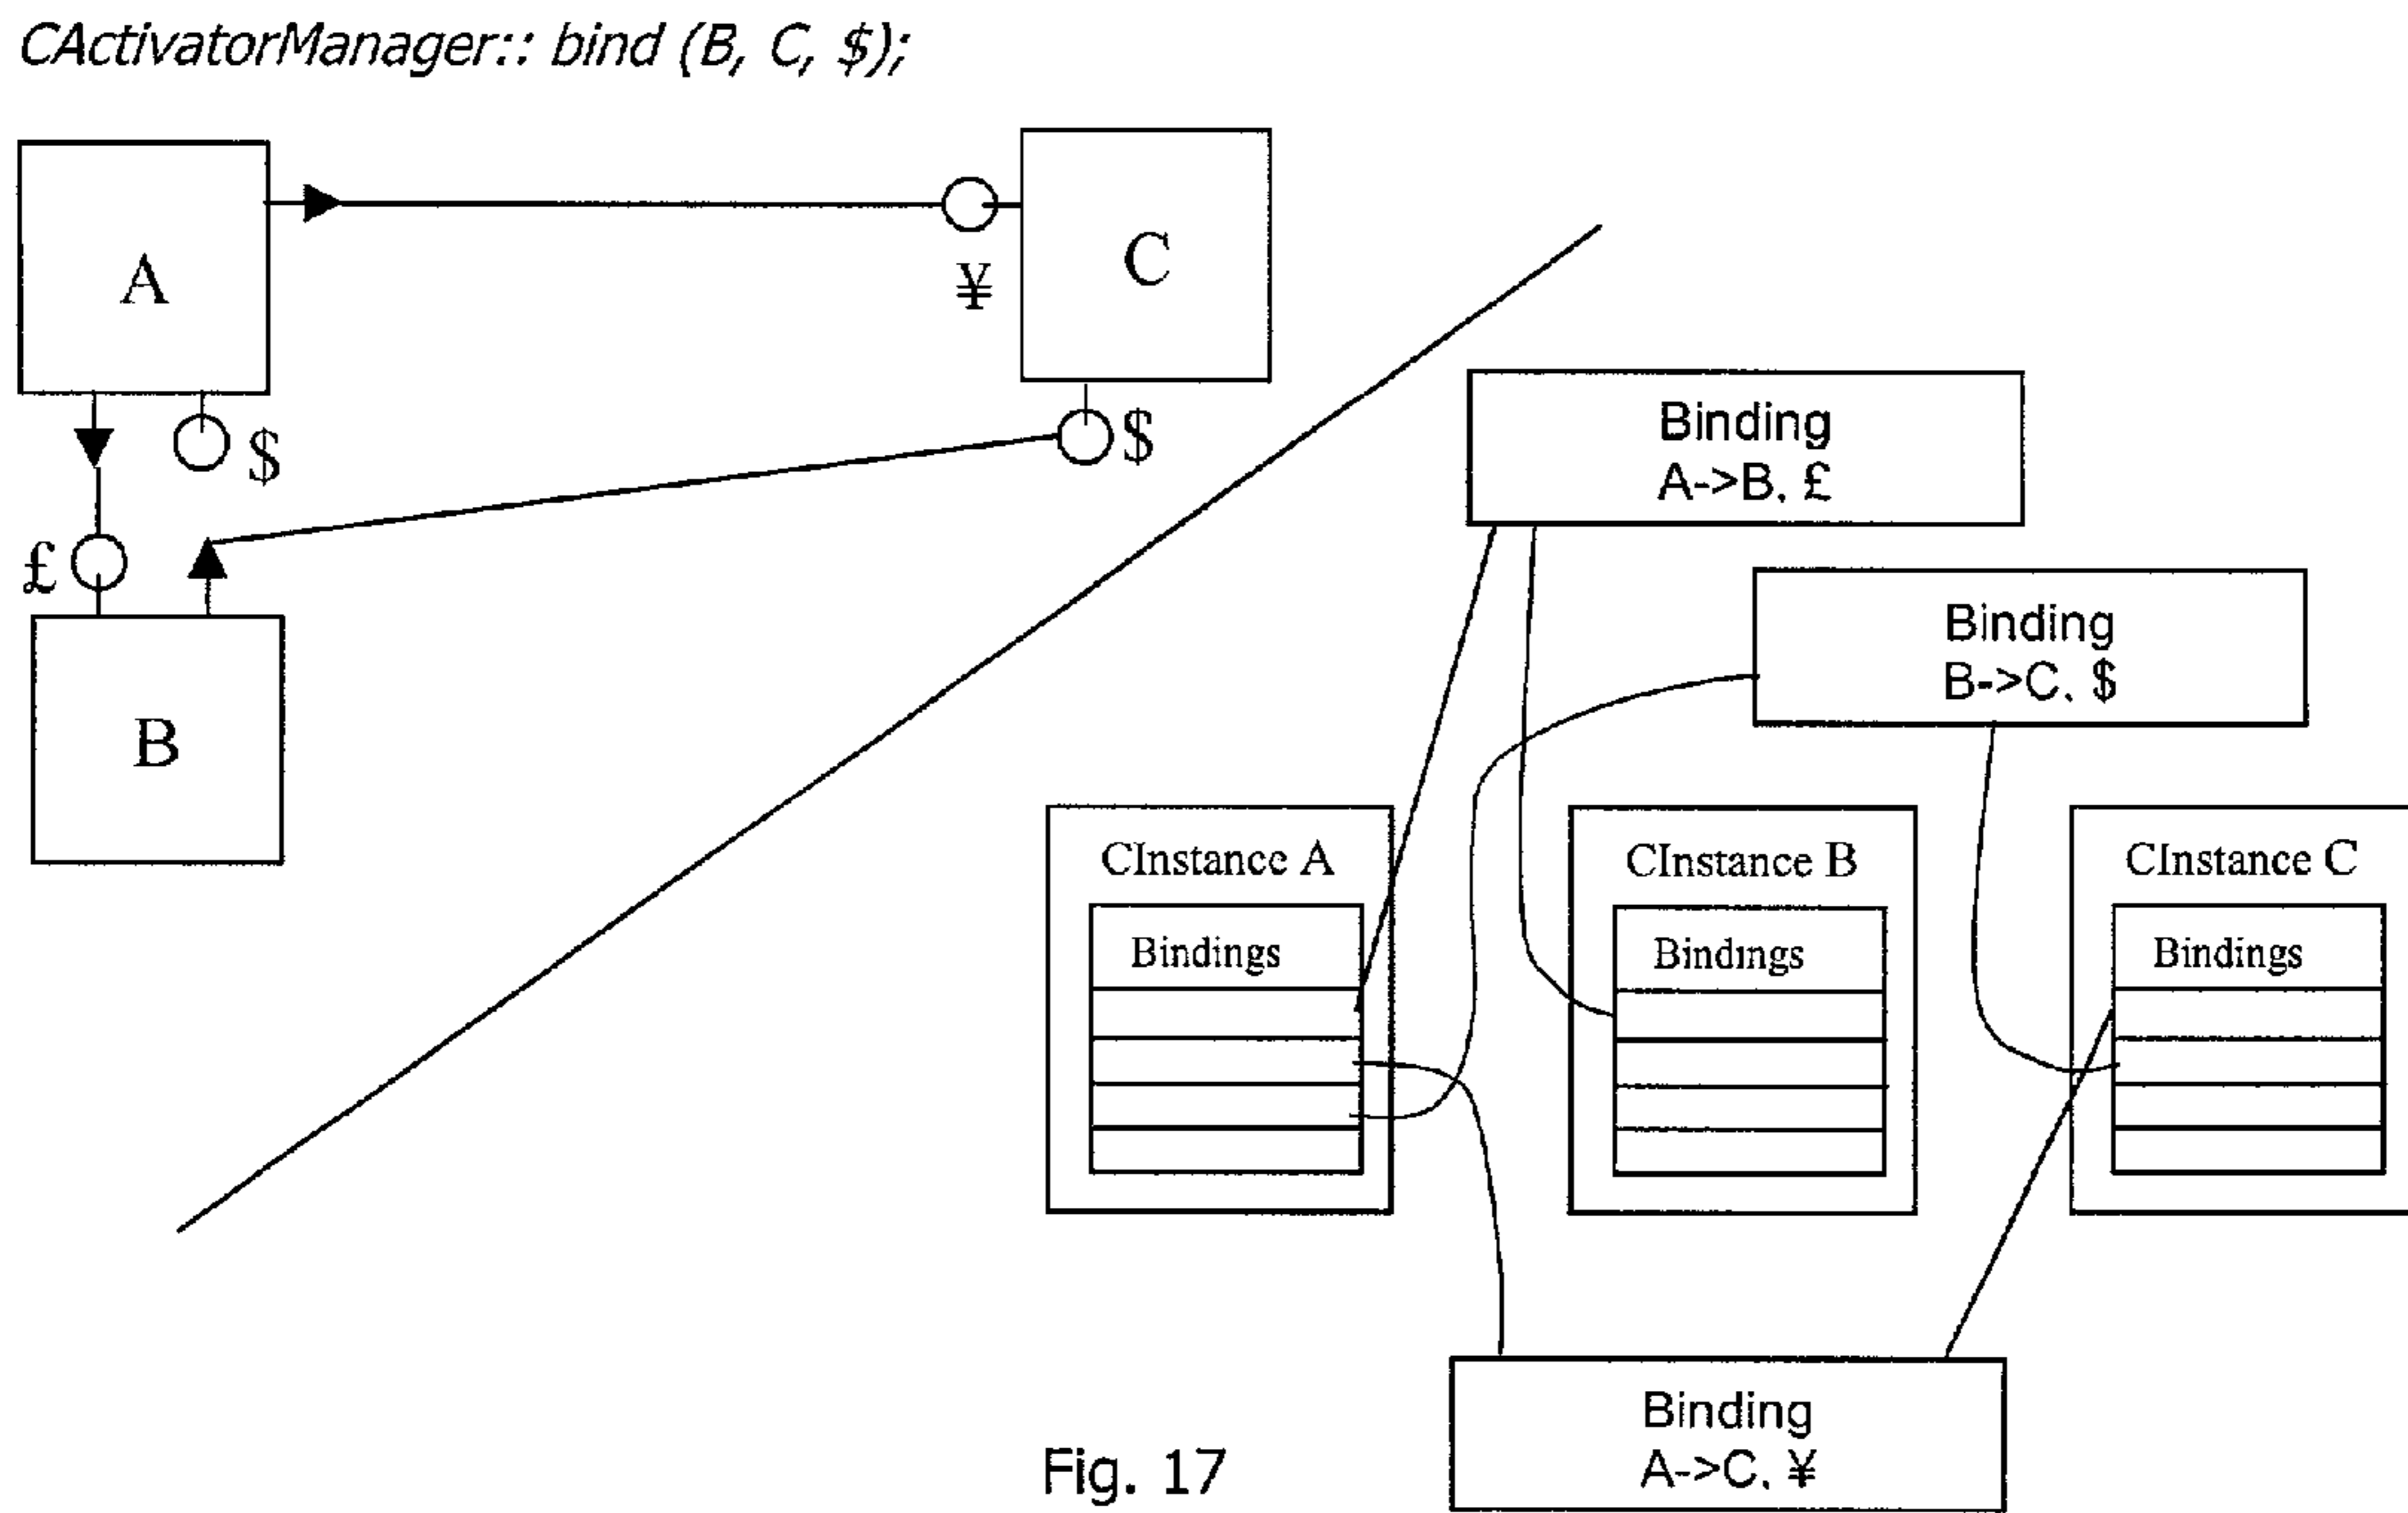 CActivatorManager:: bind (B, C, $);
A
C
¥
$
$
£
B
Binding
A->B, £
Binding
B->C, $
CInstance A
Bindings
CInstance B
Bindings
CInstance C
Bindings
Binding
A->C, ¥
Fig. 17